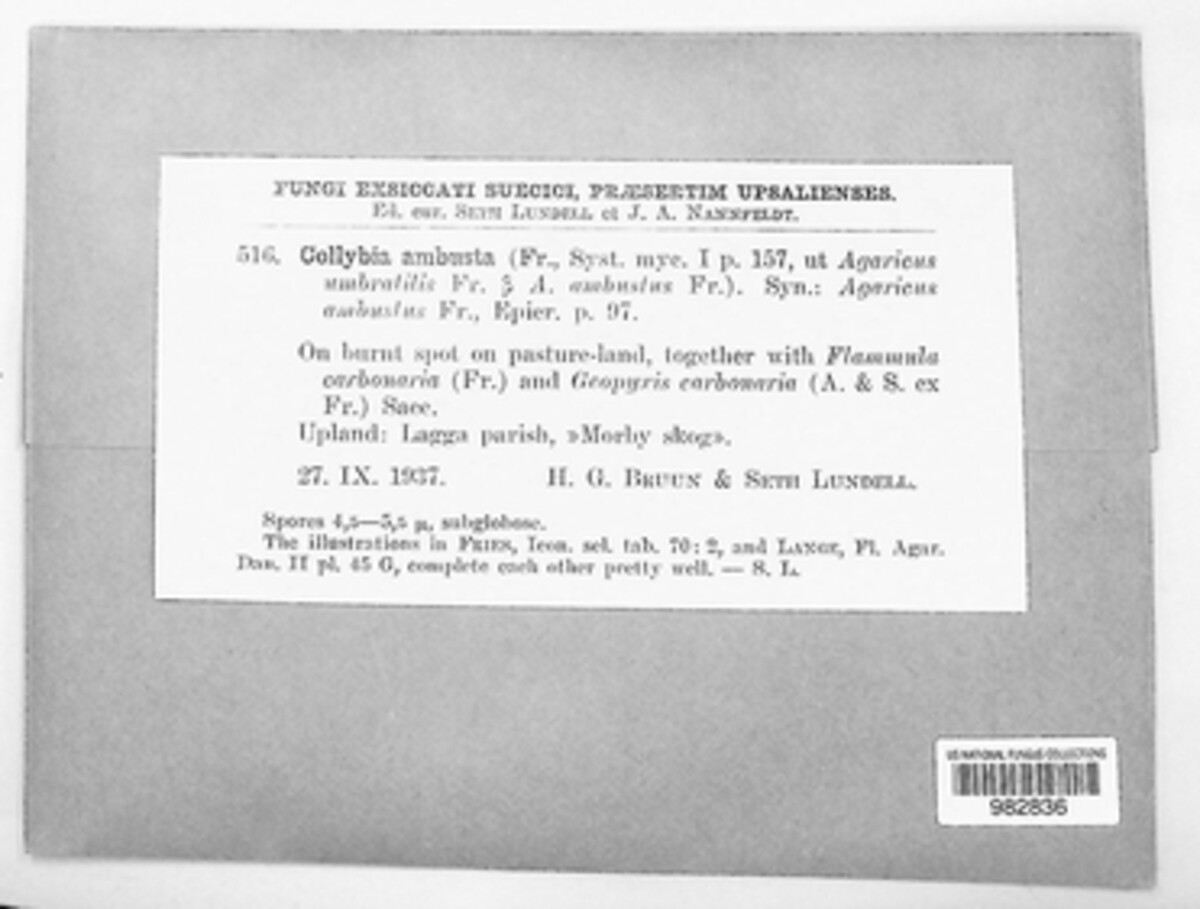 FUNGI EXSICCATI SUECICI, PRÆSERTIM UPSALIENSES.
Ed. cur. SETH LUNDELL et J. A. NANNFELDT.
516. Collybia ambusta (Fr., Syst. myc. I p. 157, ut Agaricus
umbratilis Fr. β A. ambustus Fr.). Syn.: Agaricus
ambustus Fr., Epicr. p. 97.
On burnt spot on pasture-land, together with Flammula
carbonaria (Fr.) and Geopyxis carbonaria (A. & S. ex
Fr.) Sacc.
Upland: Lagga parish, »Morby skog».
27. IX. 1937. H. G. BRUUN & SETH LUNDELL.
Spores 4,5—5,5 μ, subglobose.
The illustrations in FRIES, Icon. sel. tab. 70: 2, and LANGE, Fl. Agar.
Dan. II pl. 45 G, complete each other pretty well. — S. L.
US NATIONAL FUNGUS COLLECTIONS
982836